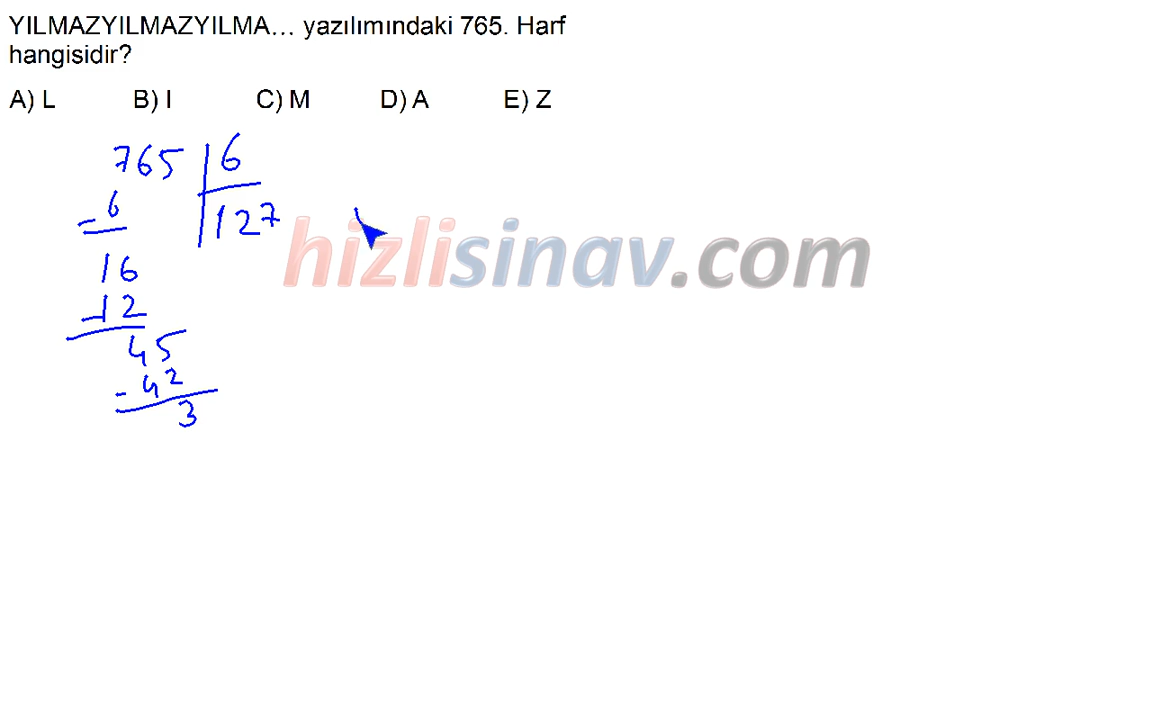 YILMAZYILMAZYILMA... yazılımındaki 765. Harf
hangisidir?
A) L B) I C) M D) A E) Z
765 6
- 6 127
16
- 12
45
- 42
3
hizlisinav.com